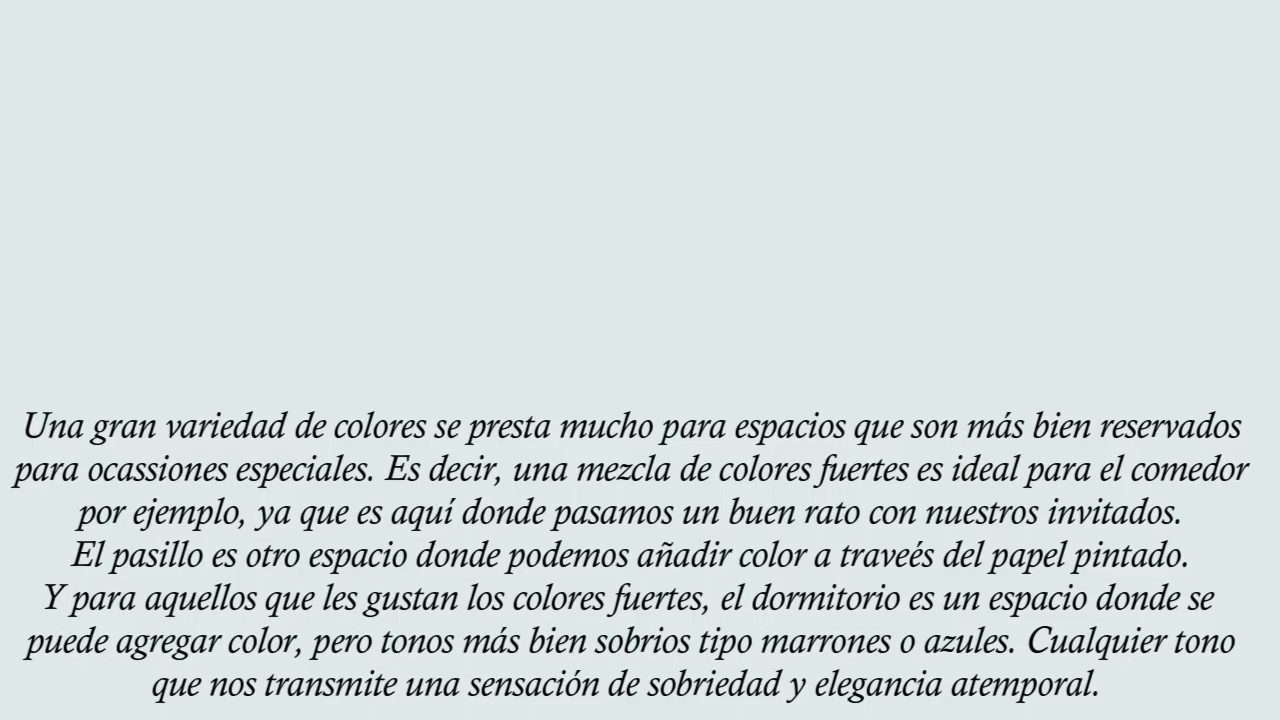 Una gran variedad de colores se presta mucho para espacios que son más bien reservados
para ocassiones especiales. Es decir, una mezcla de colores fuertes es ideal para el comedor
por ejemplo, ya que es aquí donde pasamos un buen rato con nuestros invitados.
El pasillo es otro espacio donde podemos añadir color a traveés del papel pintado.
Y para aquellos que les gustan los colores fuertes, el dormitorio es un espacio donde se
puede agregar color, pero tonos más bien sobrios tipo marrones o azules. Cualquier tono
que nos transmite una sensación de sobriedad y elegancia atemporal.